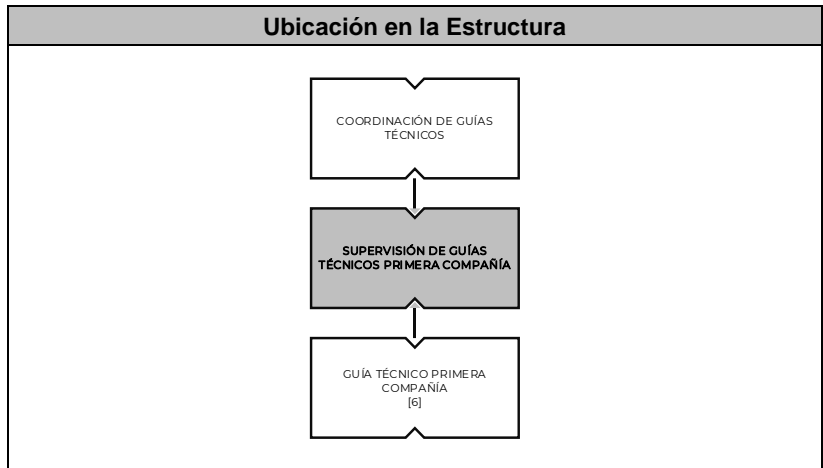 Ubicación en la Estructura
COORDINACIÓN DE GUÍAS
TÉCNICOS
SUPERVISIÓN DE GUÍAS
TÉCNICOS PRIMERA COMPAÑÍA
GUÍA TÉCNICO PRIMERA
COMPAÑÍA
[6]